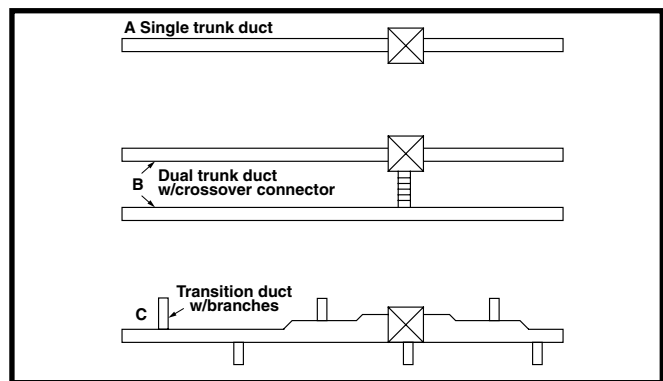 A Single trunk duct
B Dual trunk duct
w/crossover connector
C Transition duct
w/branches